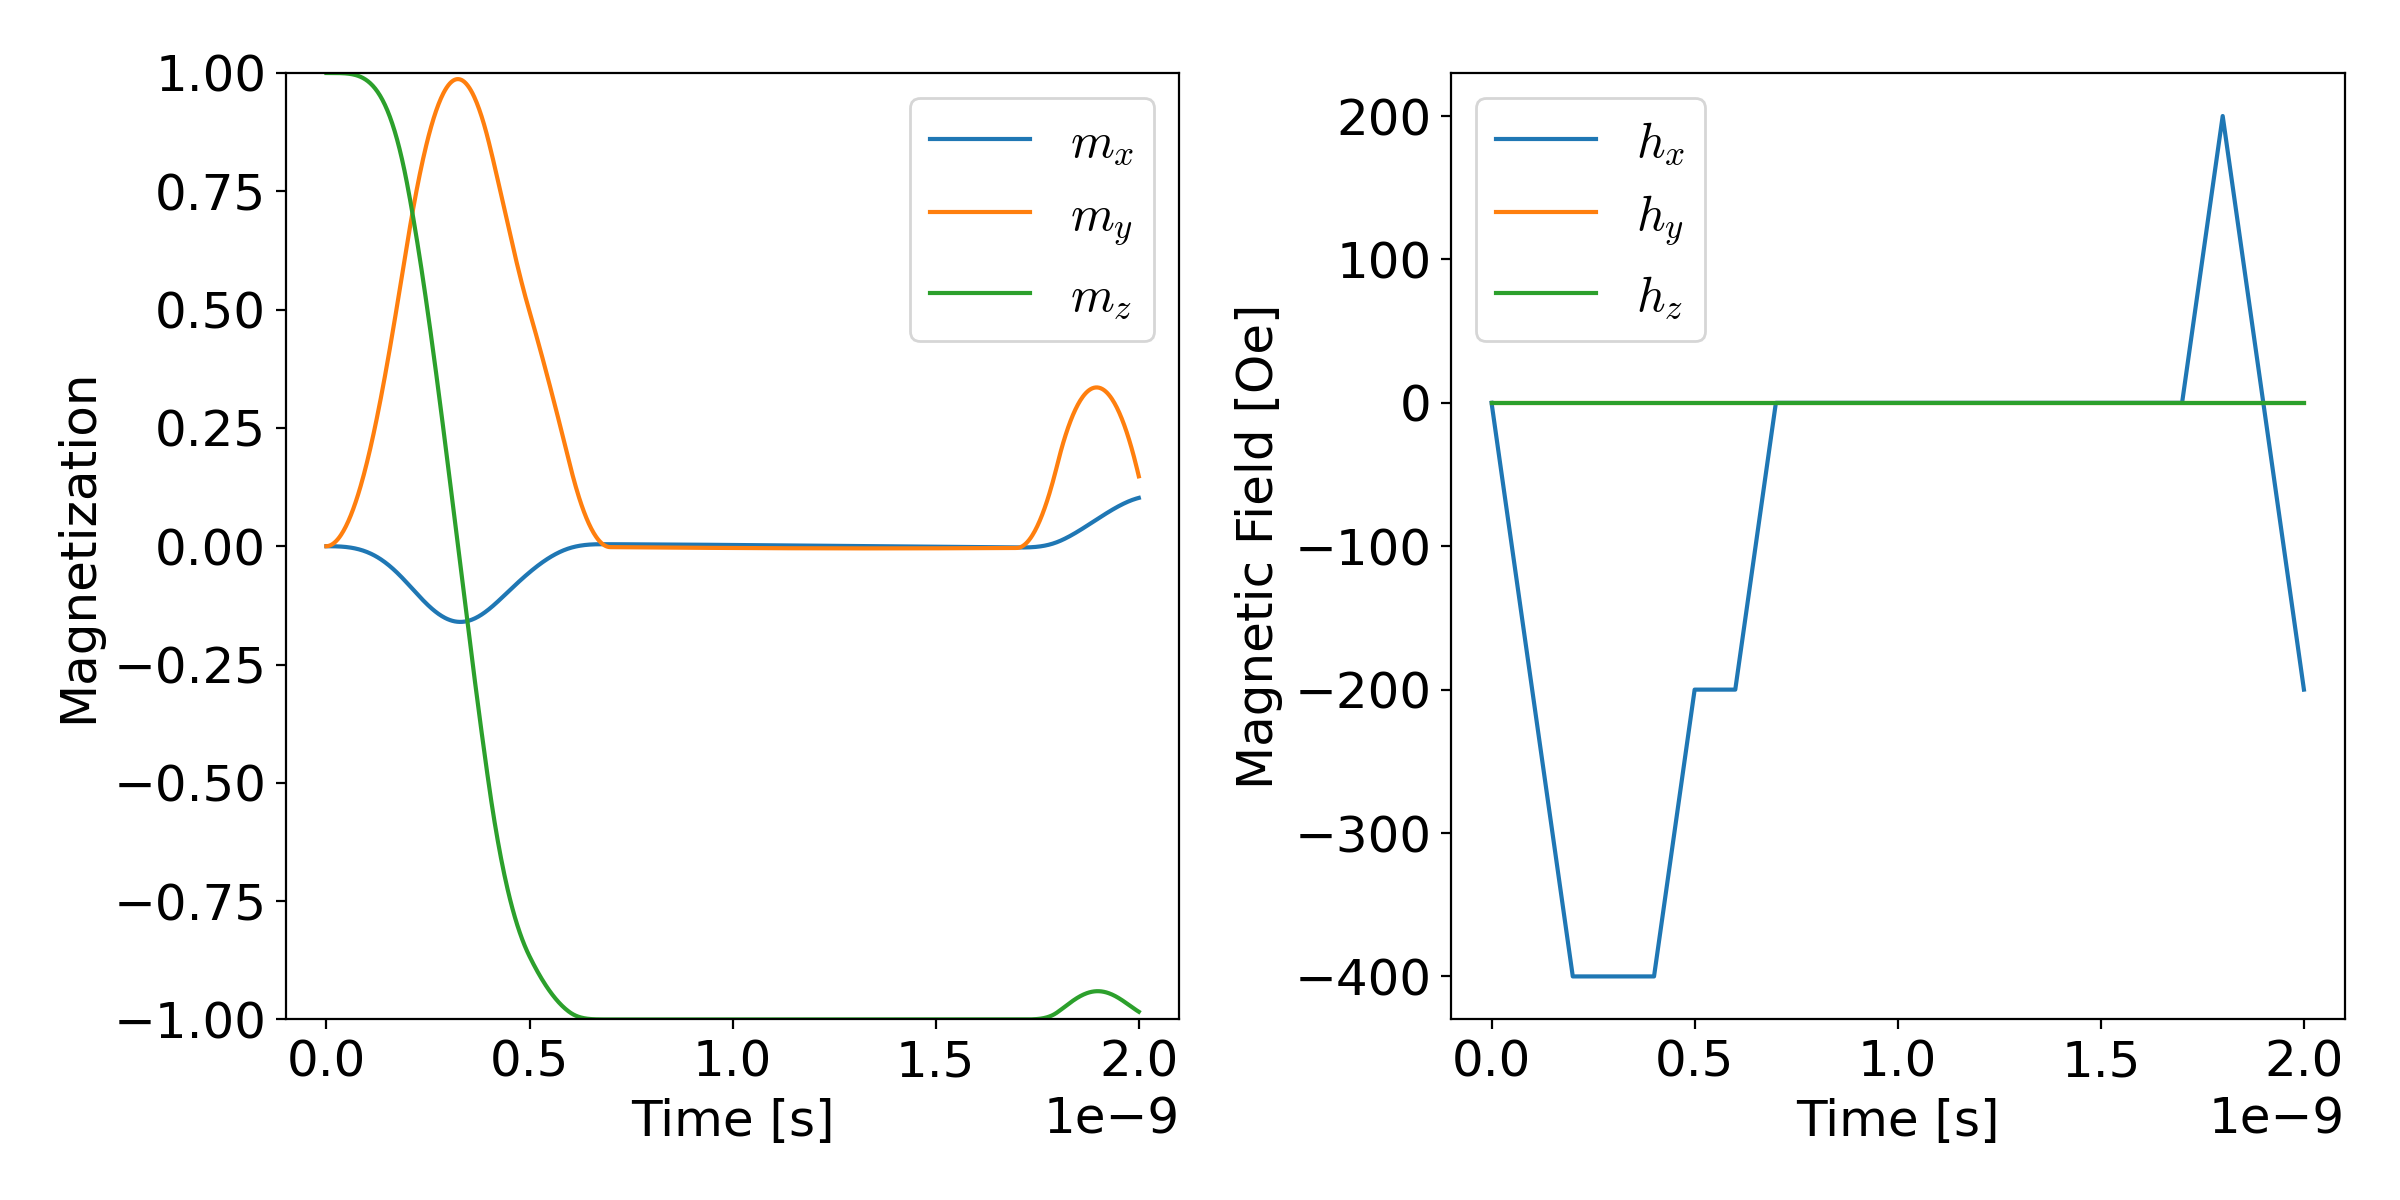 Magnetization
1.00
0.75
0.50
0.25
0.00
−0.25
−0.50
−0.75
−1.00
0.0 0.5 1.0 1.5 2.0
Time [s]
1e−9
m_x
m_y
m_z
Magnetic Field [Oe]
200
100
0
−100
−200
−300
−400
0.0 0.5 1.0 1.5 2.0
Time [s]
1e−9
h_x
h_y
h_z